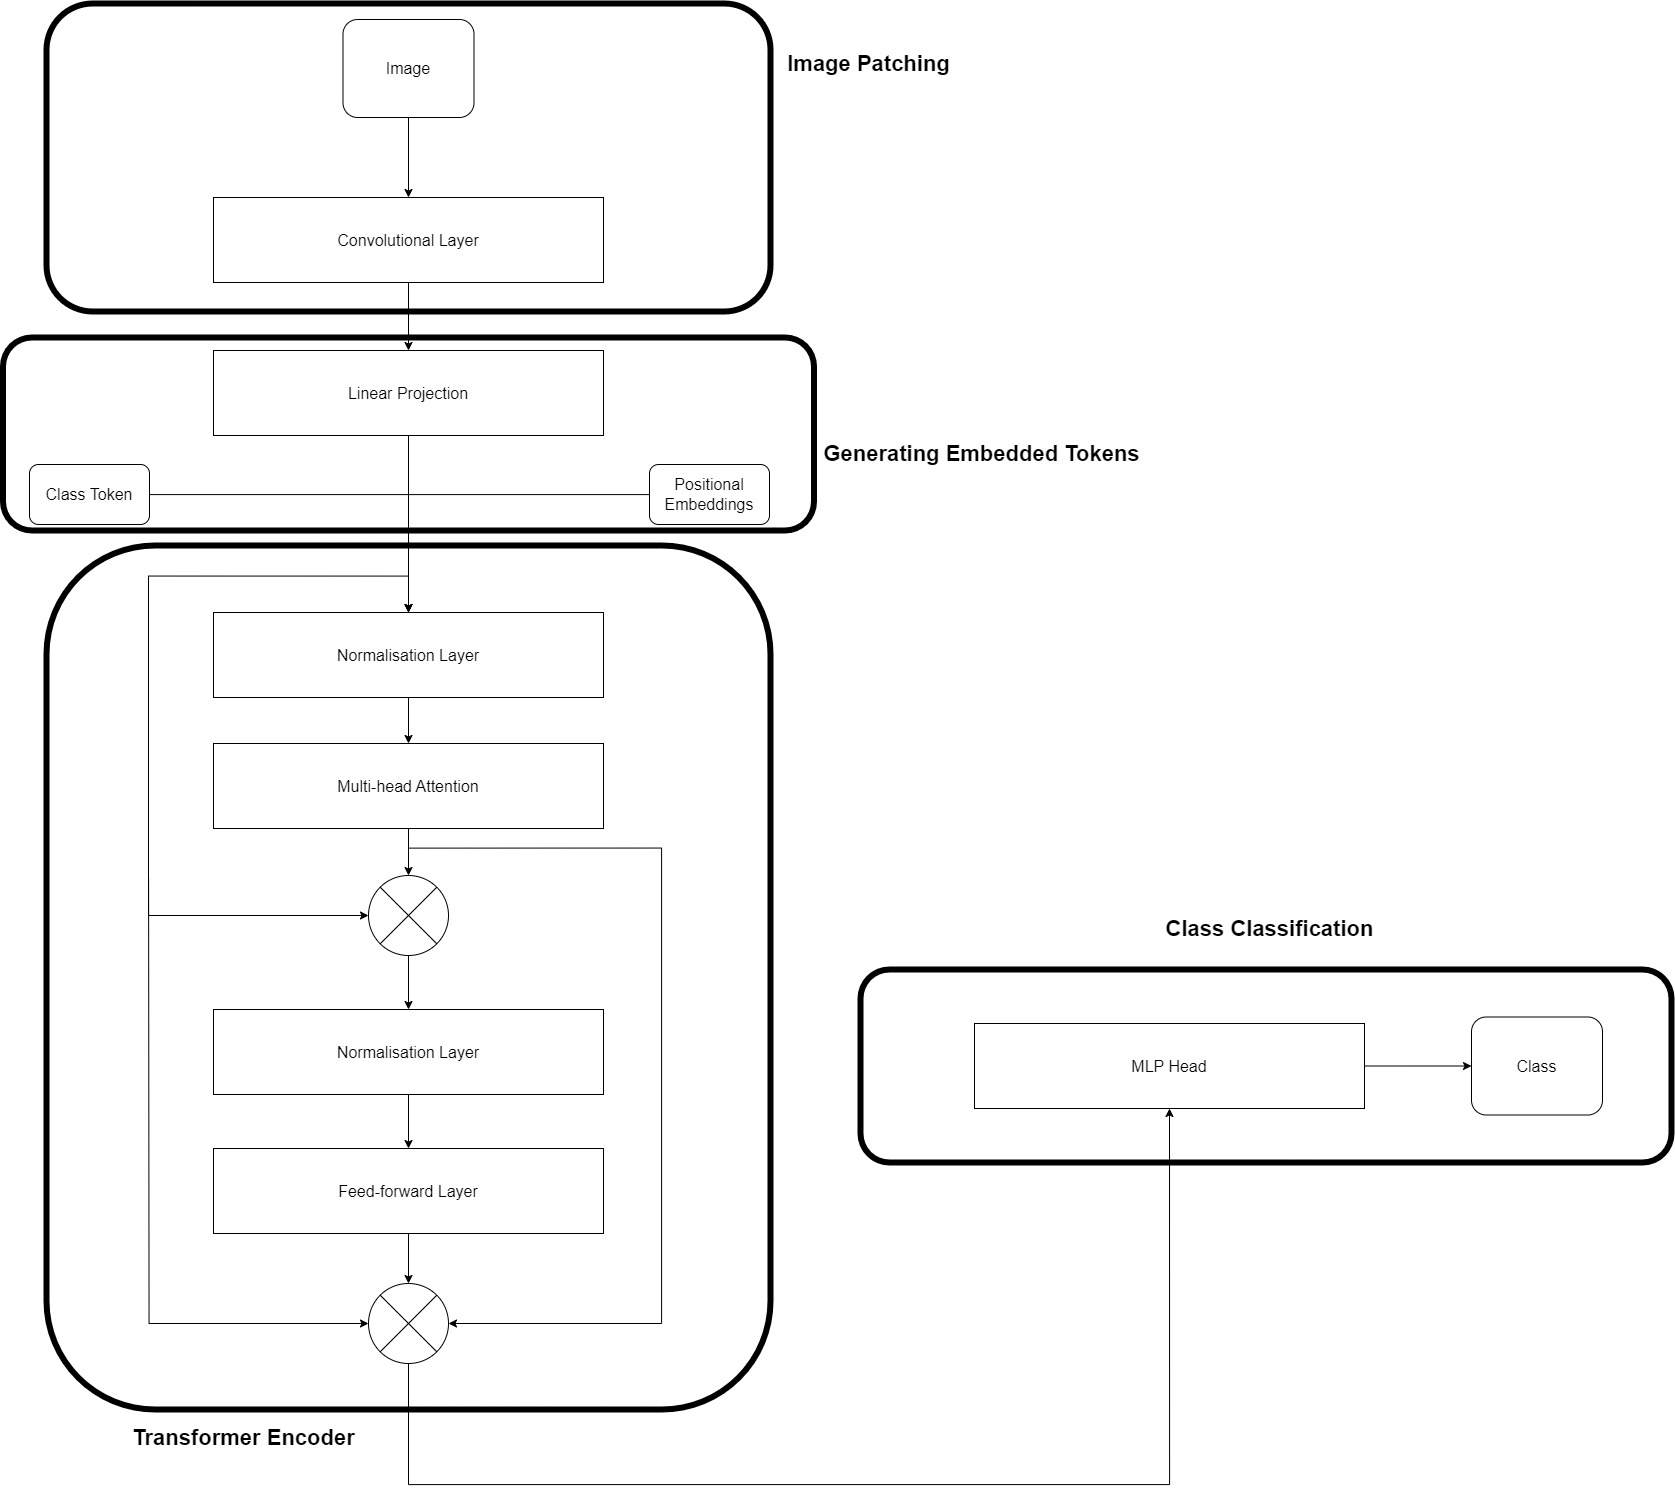 Image
Image Patching
Convolutional Layer
Linear Projection
Generating Embedded Tokens
Class Token
Positional
Embeddings
Normalisation Layer
Multi-head Attention
Normalisation Layer
Feed-forward Layer
Transformer Encoder
Class Classification
MLP Head
Class